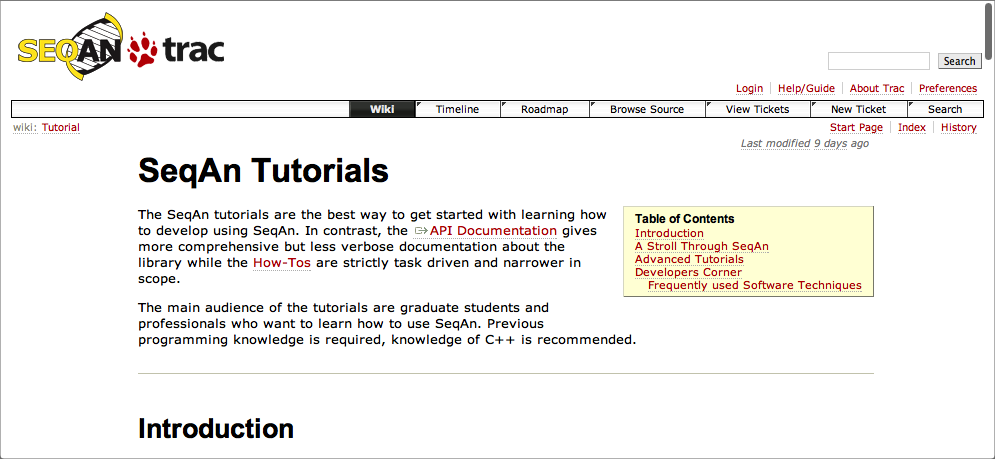 SEQAN trac
Search
Login Help/Guide About Trac Preferences
Wiki Timeline Roadmap Browse Source View Tickets New Ticket Search
wiki: Tutorial
Start Page Index History
Last modified 9 days ago
SeqAn Tutorials
The SeqAn tutorials are the best way to get started with learning how
to develop using SeqAn. In contrast, the API Documentation gives
more comprehensive but less verbose documentation about the
library while the How-Tos are strictly task driven and narrower in
scope.
Table of Contents
Introduction
A Stroll Through SeqAn
Advanced Tutorials
Developers Corner
Frequently used Software Techniques
The main audience of the tutorials are graduate students and
professionals who want to learn how to use SeqAn. Previous
programming knowledge is required, knowledge of C++ is recommended.
Introduction